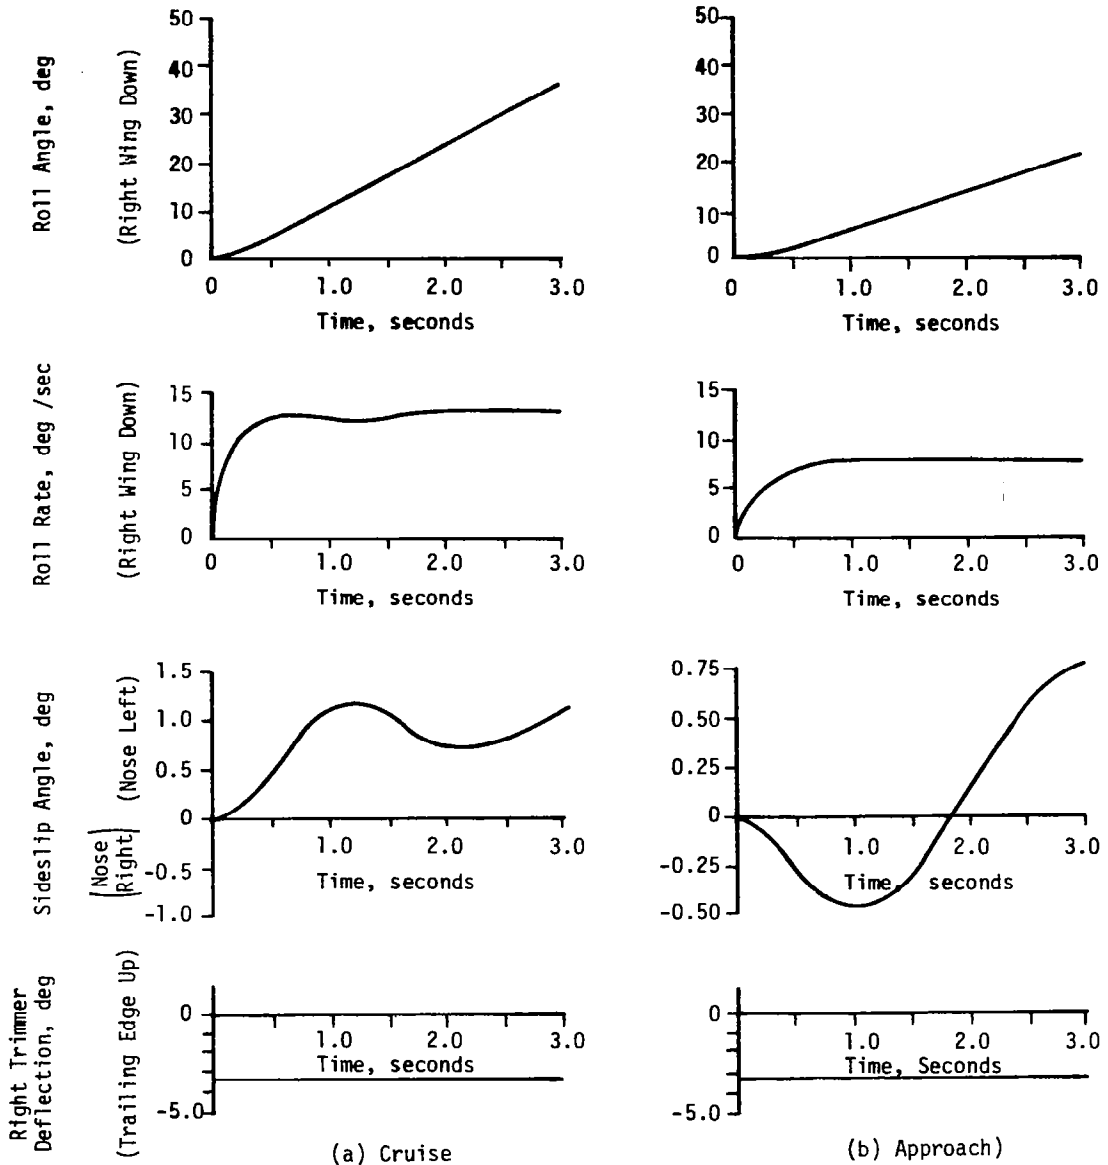 Roll Angle, deg
(Right Wing Down)
50
40
30
20
10
0
0 1.0 2.0 3.0
Time, seconds
50
40
30
20
10
0
0 1.0 2.0 3.0
Time, seconds
Roll Rate, deg /sec
(Right Wing Down)
15
10
5
0
0 1.0 2.0 3.0
Time, seconds
15
10
5
0
0 1.0 2.0 3.0
Time, seconds
Sideslip Angle, deg
(Nose Right) (Nose Left)
1.5
1.0
0.5
0
-0.5
-1.0
1.0 2.0 3.0
Time, seconds
0.75
0.50
0.25
0
-0.25
-0.50
1.0 2.0 3.0
Time, seconds
Right Trimmer
Deflection, deg
(Trailing Edge Up)
0
-5.0
1.0 2.0 3.0
Time, seconds
0
-5.0
1.0 2.0 3.0
Time, Seconds
(a) Cruise
(b) Approach)